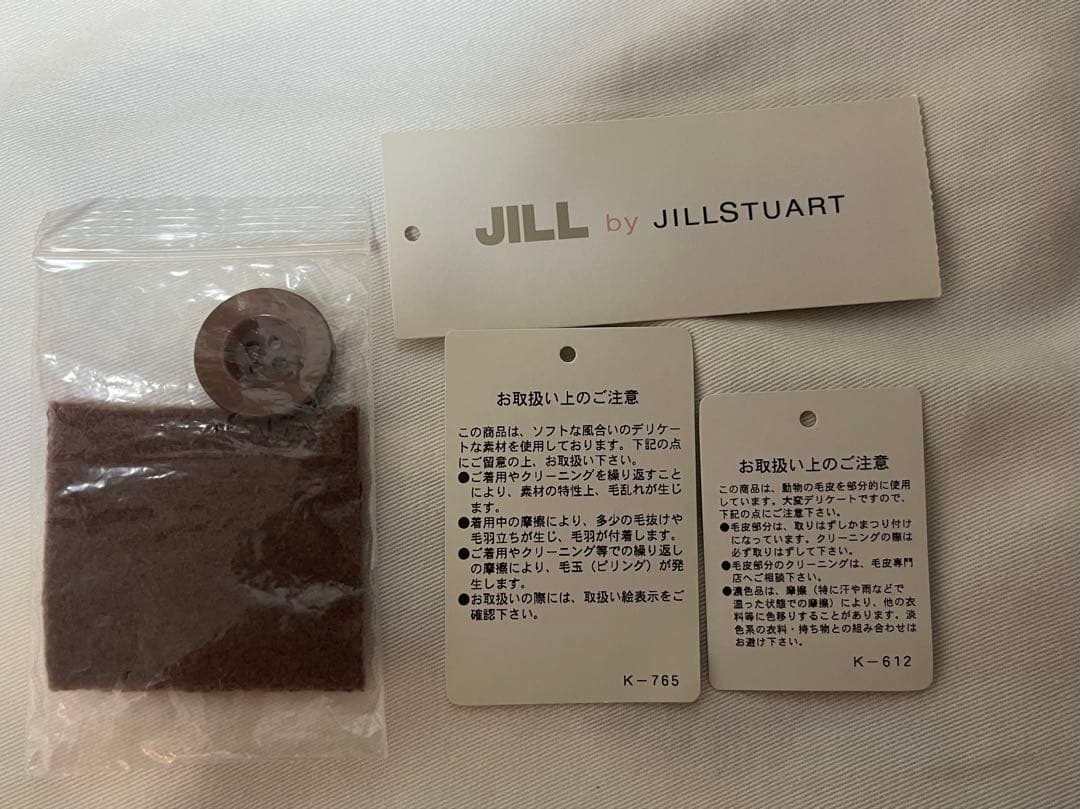 JILL by JILLSTUART
お取扱い上のご注意
この商品は、ソフトな風合いのデリケー
トな素材を使用しております。下記の点
にご留意の上、お取扱い下さい。
●ご着用やクリーニングを繰り返すこと
により、素材の特性上、毛乱れが生じ
ます。
●着用中の摩擦により、多少の毛抜けや
毛羽立ちが生じ、毛羽が付着します。
●ご着用やクリーニング等での繰り返し
の摩擦により、毛玉（ピリング）が発
生します。
●お取扱いの際には、取扱い絵表示をご
確認下さい。
K－765
お取扱い上のご注意
この商品は、動物の毛皮を部分的に使用
しています。大変デリケートですので、
下記の点にご注意下さい。
●毛皮部分は、取りはずしかまつり付け
になっています。クリーニングの際は
必ず取りはずして下さい。
●毛皮部分のクリーニングは、毛皮専門
店へご相談下さい。
●濃色品は、摩擦（特に汗や雨などで
湿った状態での摩擦）により、他の衣
料等に色移りすることがあります。淡
色系の衣料・持ち物との組み合わせは
お避け下さい。
K－612